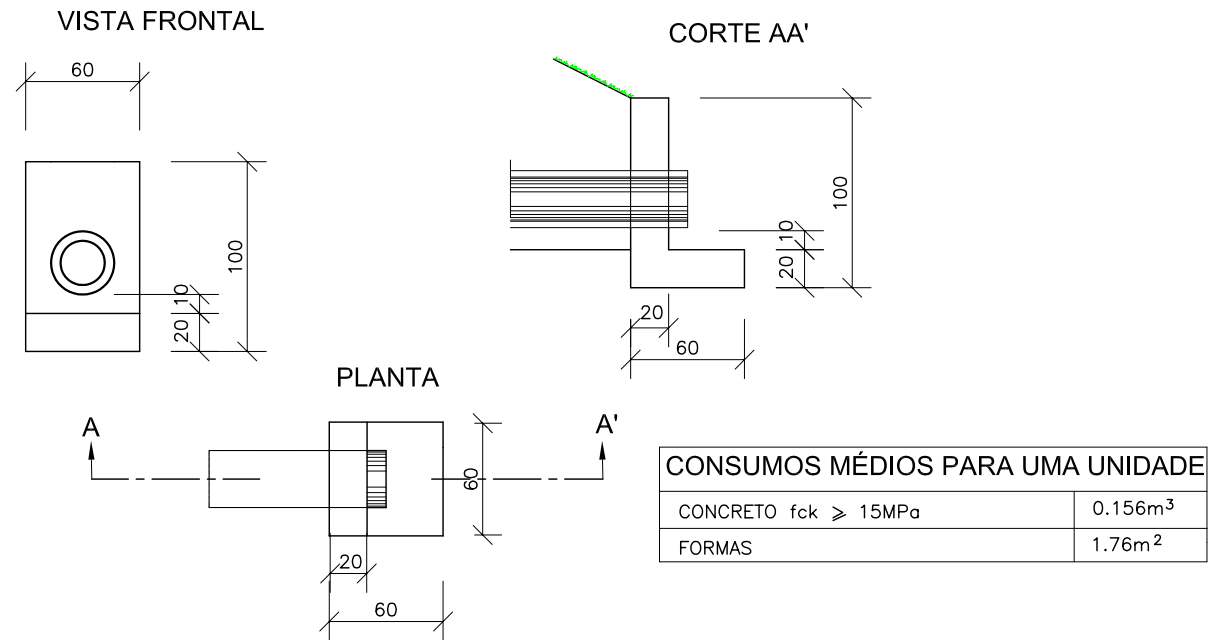 VISTA FRONTAL
60
100
10
20
CORTE AA'
100
10
20
20
60
PLANTA
A
A'
60
20
60
CONSUMOS MÉDIOS PARA UMA UNIDADE
CONCRETO fck ⩾ 15MPa 0.156m³
FORMAS 1.76m²